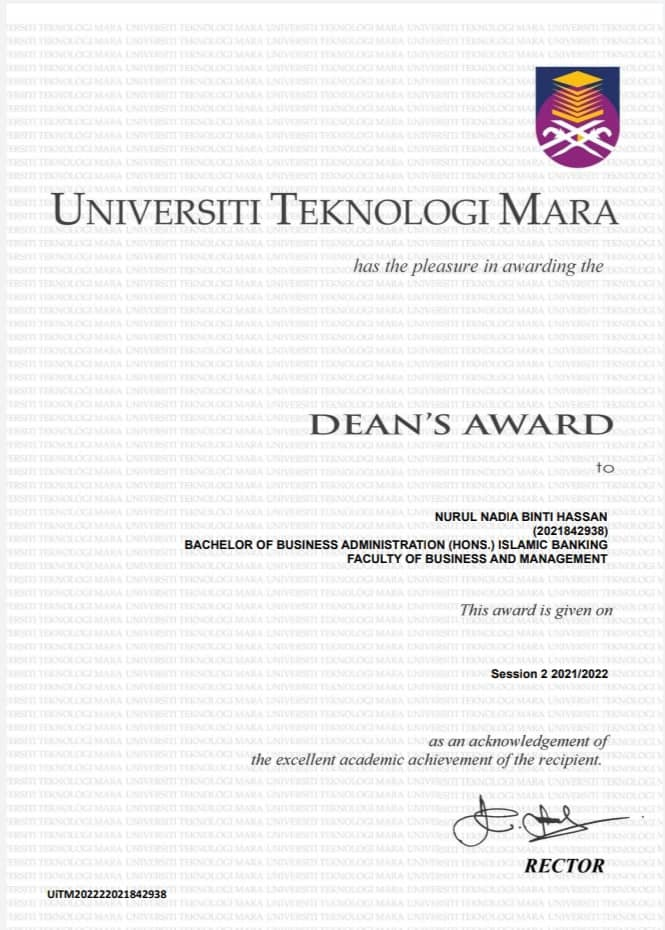 UNIVERSITI TEKNOLOGI MARA
has the pleasure in awarding the
DEAN'S AWARD
to
NURUL NADIA BINTI HASSAN
(2021842938)
BACHELOR OF BUSINESS ADMINISTRATION (HONS.) ISLAMIC BANKING
FACULTY OF BUSINESS AND MANAGEMENT
This award is given on
Session 2 2021/2022
as an acknowledgement of
the excellent academic achievement of the recipient.
RECTOR
UiTM202222021842938